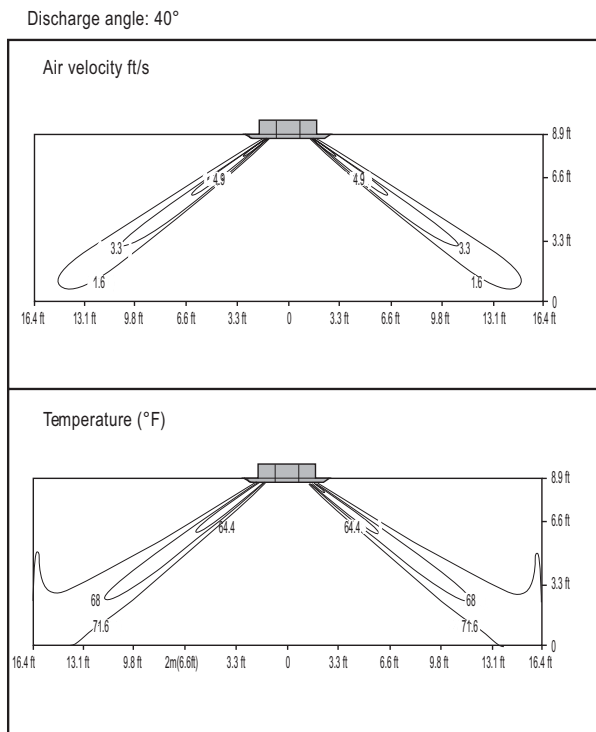 Discharge angle: 40°
Air velocity ft/s
8.9 ft
6.6 ft
4.9 4.9
3.3 ft
3.3 3.3
1.6 1.6
0
16.4 ft 13.1 ft 9.8 ft 6.6 ft 3.3 ft 0 3.3 ft 6.6 ft 9.8 ft 13.1 ft 16.4 ft
Temperature (°F)
8.9 ft
6.6 ft
64.4 64.4
3.3 ft
68 68
71.6 71.6
0
16.4 ft 13.1 ft 9.8 ft 2m(6.6ft) 3.3 ft 0 3.3 ft 6.6 ft 9.8 ft 13.1 ft 16.4 ft